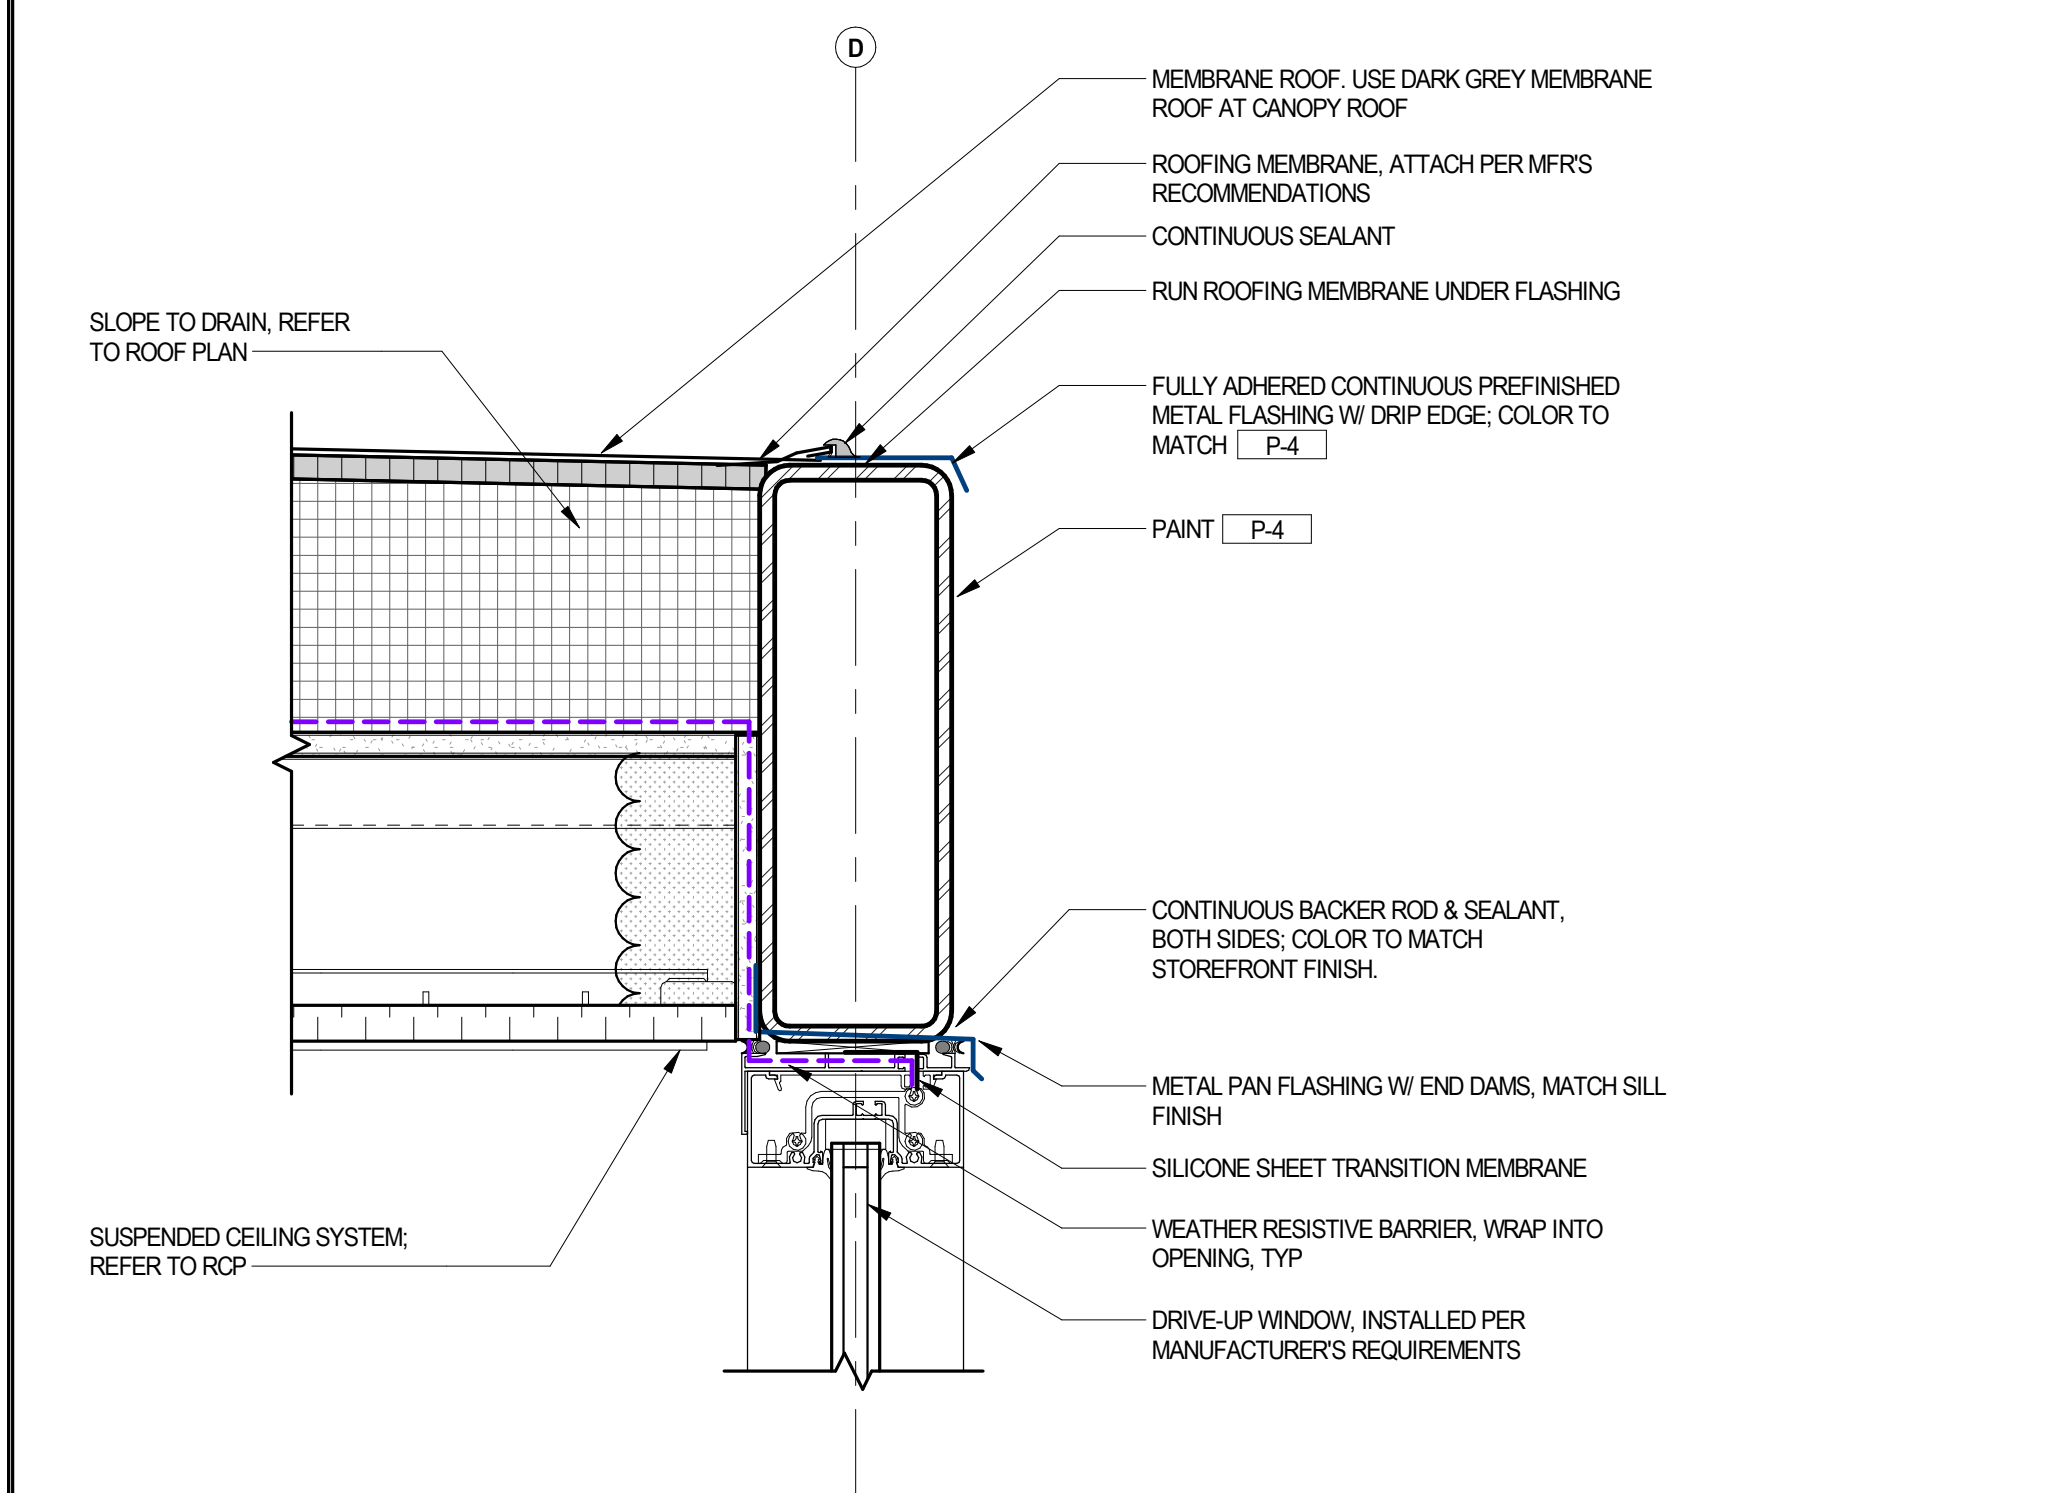 D
MEMBRANE ROOF. USE DARK GREY MEMBRANE
ROOF AT CANOPY ROOF
ROOFING MEMBRANE, ATTACH PER MFR'S
RECOMMENDATIONS
CONTINUOUS SEALANT
RUN ROOFING MEMBRANE UNDER FLASHING
SLOPE TO DRAIN, REFER
TO ROOF PLAN
FULLY ADHERED CONTINUOUS PREFINISHED
METAL FLASHING W/ DRIP EDGE; COLOR TO
MATCH P-4
PAINT P-4
CONTINUOUS BACKER ROD & SEALANT,
BOTH SIDES; COLOR TO MATCH
STOREFRONT FINISH.
METAL PAN FLASHING W/ END DAMS, MATCH SILL
FINISH
SILICONE SHEET TRANSITION MEMBRANE
WEATHER RESISTIVE BARRIER, WRAP INTO
OPENING, TYP
SUSPENDED CEILING SYSTEM;
REFER TO RCP
DRIVE-UP WINDOW, INSTALLED PER
MANUFACTURER'S REQUIREMENTS